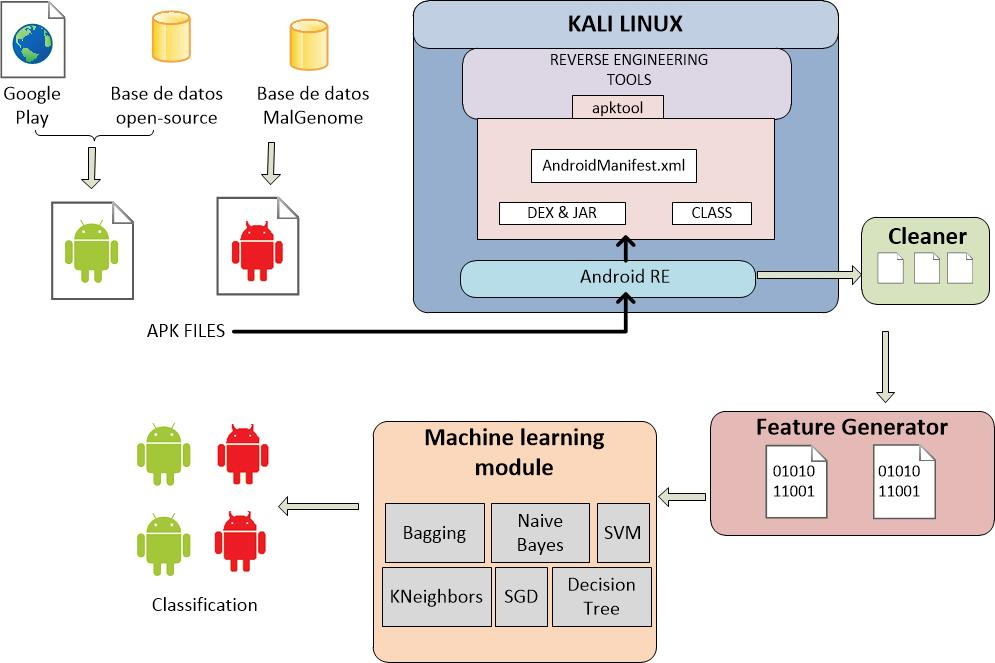 Google
Play
Base de datos
open-source
Base de datos
MalGenome
KALI LINUX
REVERSE ENGINEERING
TOOLS
apktool
AndroidManifest.xml
DEX & JAR
CLASS
Android RE
APK FILES
Cleaner
Feature Generator
01010
11001
01010
11001
Machine learning
module
Bagging
Naive
Bayes
SVM
KNeighbors
SGD
Decision
Tree
Classification